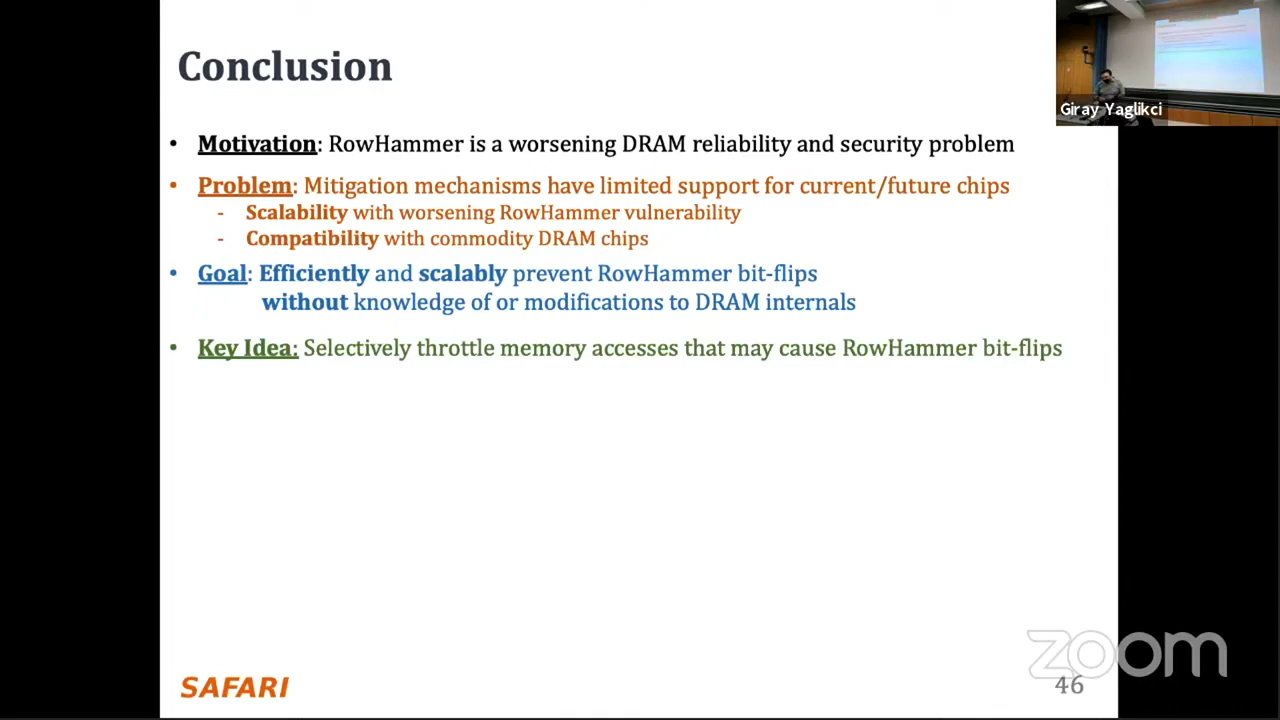 Conclusion
Giray Yaglikci
• Motivation: RowHammer is a worsening DRAM reliability and security problem
• Problem: Mitigation mechanisms have limited support for current/future chips
- Scalability with worsening RowHammer vulnerability
- Compatibility with commodity DRAM chips
• Goal: Efficiently and scalably prevent RowHammer bit-flips
without knowledge of or modifications to DRAM internals
• Key Idea: Selectively throttle memory accesses that may cause RowHammer bit-flips
zoom
SAFARI
46